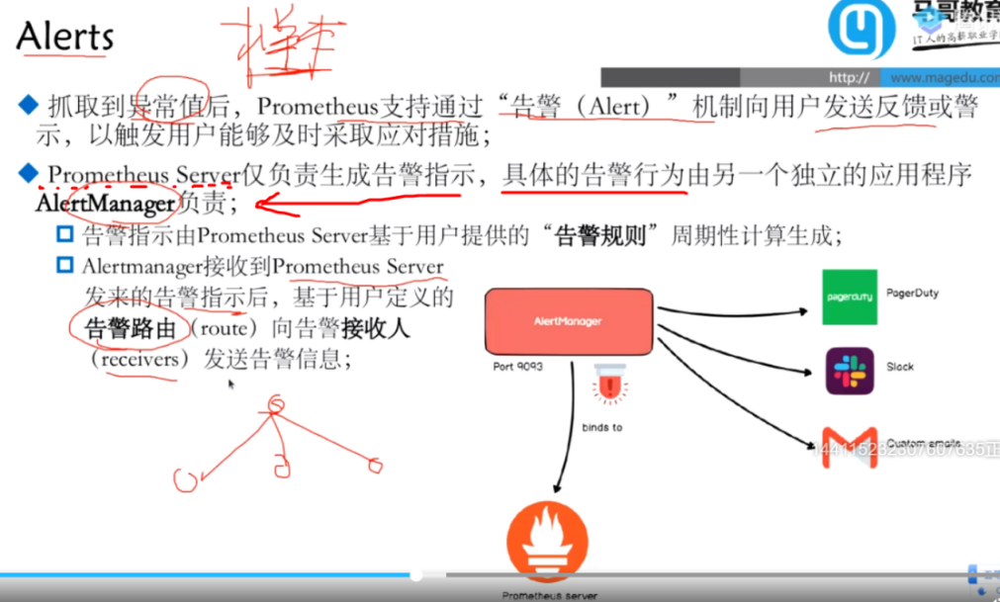 Alerts
马哥教育
IT人的高薪职业学
http:// www.magedu.com
抓取到异常值后，Prometheus支持通过“告警（Alert）”机制向用户发送反馈或警
示，以触发用户能够及时采取应对措施；
Prometheus Server仅负责生成告警指示，具体的告警行为由另一个独立的应用程序
AlertManager负责；
告警指示由Prometheus Server基于用户提供的“告警规则”周期性计算生成；
Alertmanager接收到Prometheus Server
发来的告警指示后，基于用户定义的
告警路由（route）向告警接收人
（receivers）发送告警信息；
AlertManager
Port 9093
binds to
pagerduty
PagerDuty
Slack
Custom emails
Prometheus server